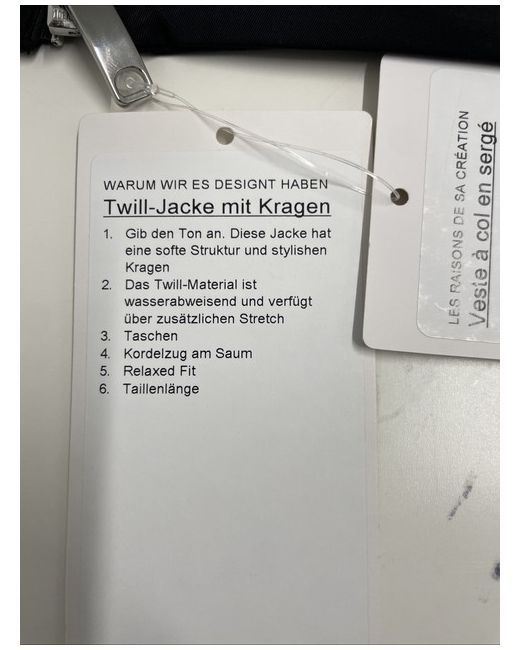 WARUM WIR ES DESIGNT HABEN
Twill-Jacke mit Kragen
1. Gib den Ton an. Diese Jacke hat
eine softe Struktur und stylishen
Kragen
2. Das Twill-Material ist
wasserabweisend und verfügt
über zusätzlichen Stretch
3. Taschen
4. Kordelzug am Saum
5. Relaxed Fit
6. Taillenlänge
LES RAISONS DE SA CRÉATION
Veste à col en sergé